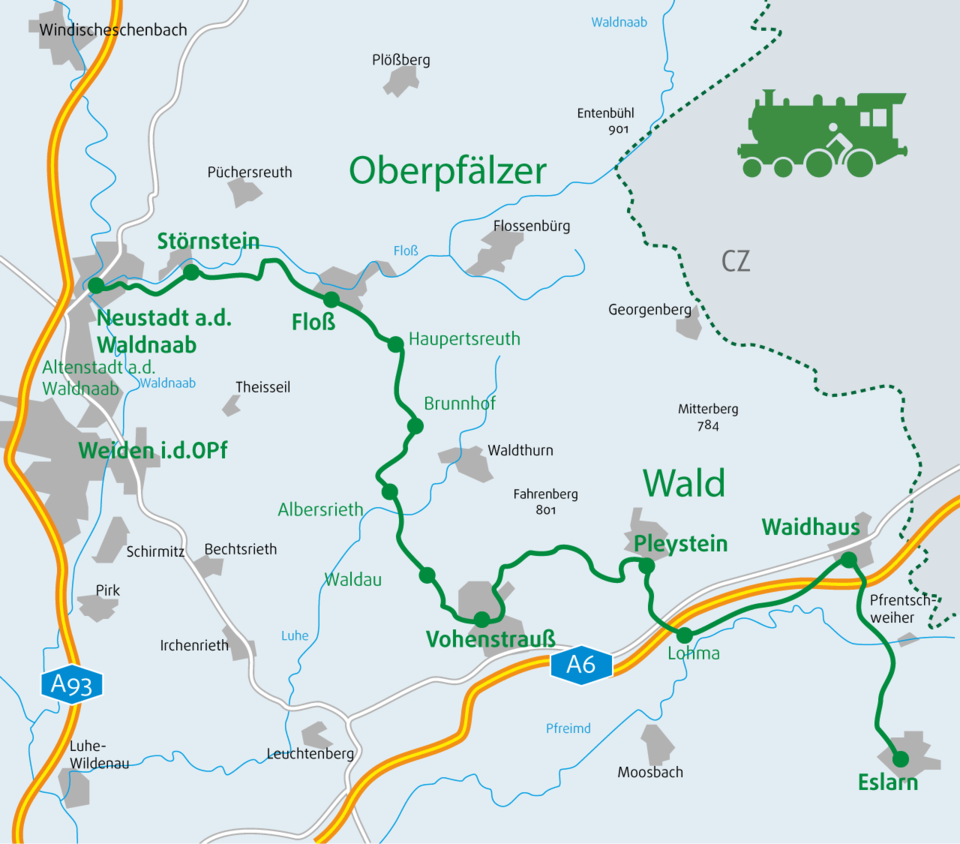 Waldnaab
Windischeschenbach
Plößberg
Entenbühl
901
Oberpfälzer
Püchersreuth
Flossenbürg
Störnstein
Floß
CZ
Georgenberg
Neustadt a.d.
Waldnaab
Floß
Haupertsreuth
Altenstadt a.d.
Waldnaab
Waldnaab
Theisseil
Brunnhof
Mitterberg
784
Weiden i.d.OPf
Waldthurn
Wald
Fahrenberg
801
Albersrieth
Waidhaus
Schirmitz
Bechtsrieth
Pleystein
Waldau
Pirk
Pfrentsch-
weiher
Luhe
Irchenrieth
Vohenstrauß
Lohma
A6
A93
Pfreimd
Luhe-
Wildenau
Leuchtenberg
Moosbach
Eslarn